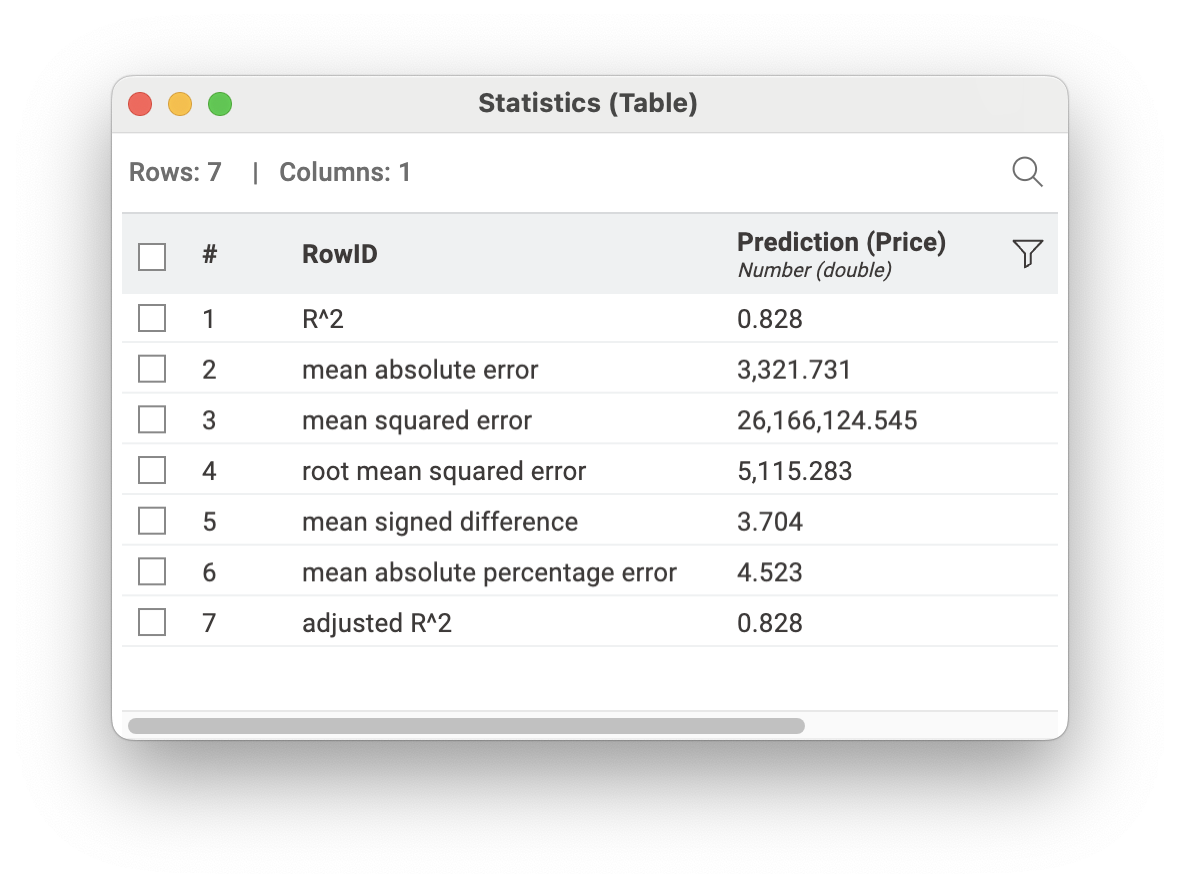 Statistics (Table)
Rows: 7 | Columns: 1
# RowID Prediction (Price)
Number (double)
1 R^2 0.828
2 mean absolute error 3,321.731
3 mean squared error 26,166,124.545
4 root mean squared error 5,115.283
5 mean signed difference 3.704
6 mean absolute percentage error 4.523
7 adjusted R^2 0.828